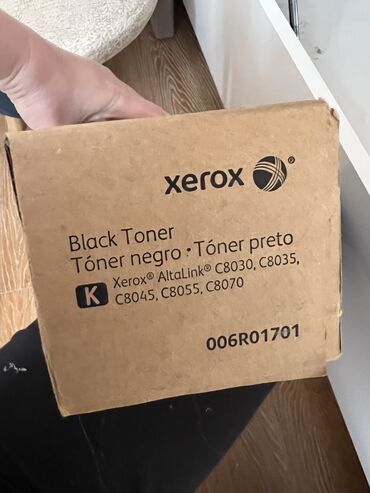 xerox®
Black Toner
Tóner negro • Tóner preto
K Xerox® AltaLink® C8030, C8035,
C8045, C8055, C8070
006R01701